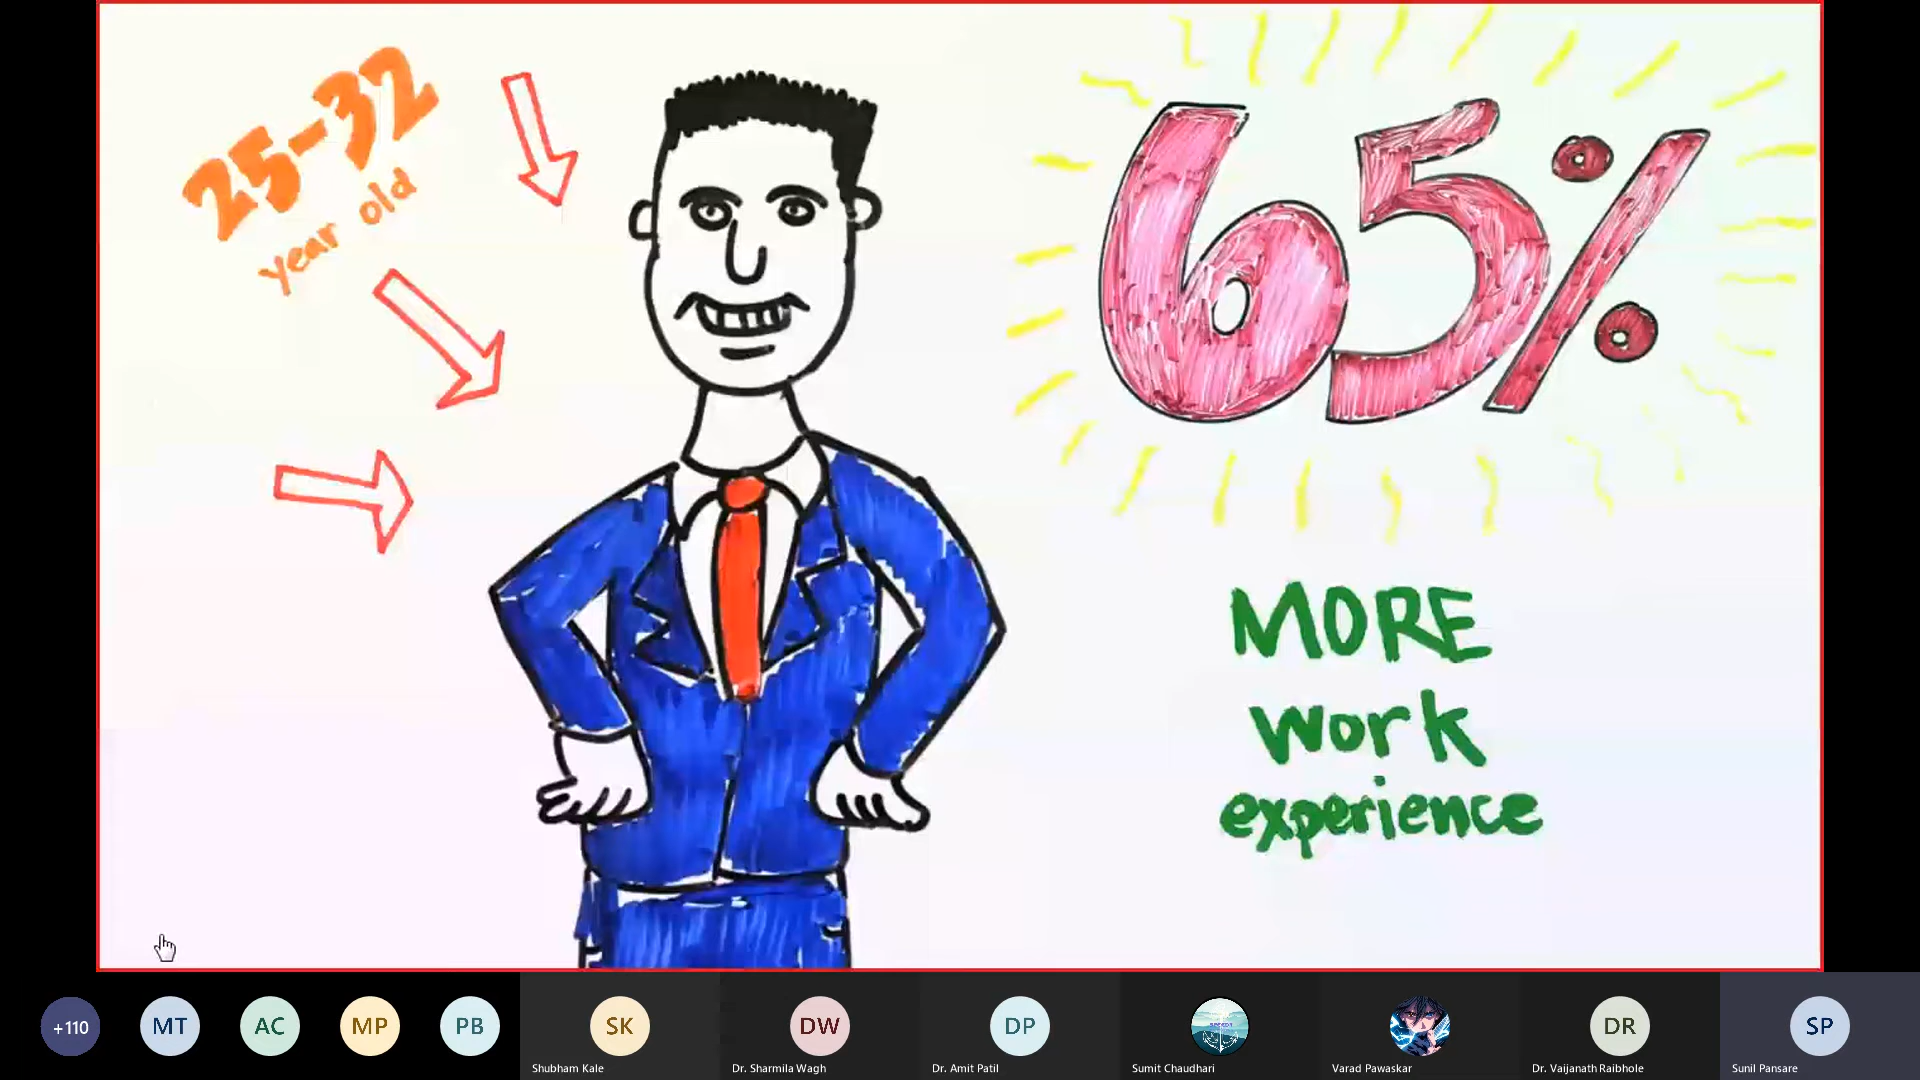 25-32
year old
65%
MORE
work
experience
+110
MT
AC
MP
PB
SK
DW
DP
DR
SP
Shubham Kale
Dr. Sharmila Wagh
Dr. Amit Patil
Sumit Chaudhari
Varad Pawaskar
Dr. Vaijanath Raibhole
Sunil Pansare